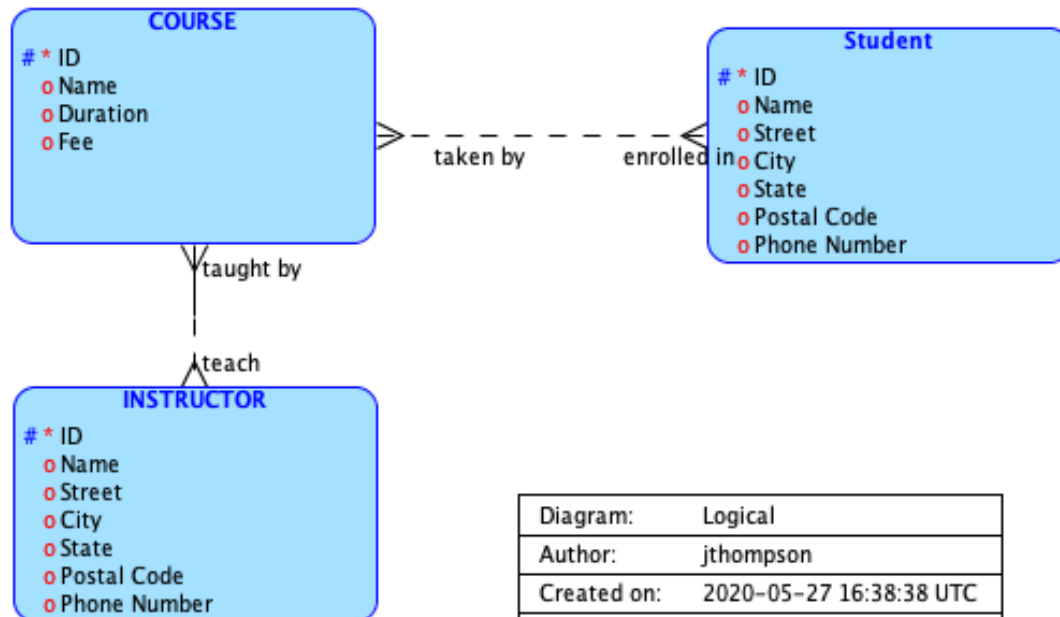 COURSE
# * ID
o Name
o Duration
o Fee
taken by
enrolled in
Student
# * ID
o Name
o Street
o City
o State
o Postal Code
o Phone Number
taught by
teach
INSTRUCTOR
# * ID
o Name
o Street
o City
o State
o Postal Code
o Phone Number
Diagram: Logical
Author: jthompson
Created on: 2020-05-27 16:38:38 UTC